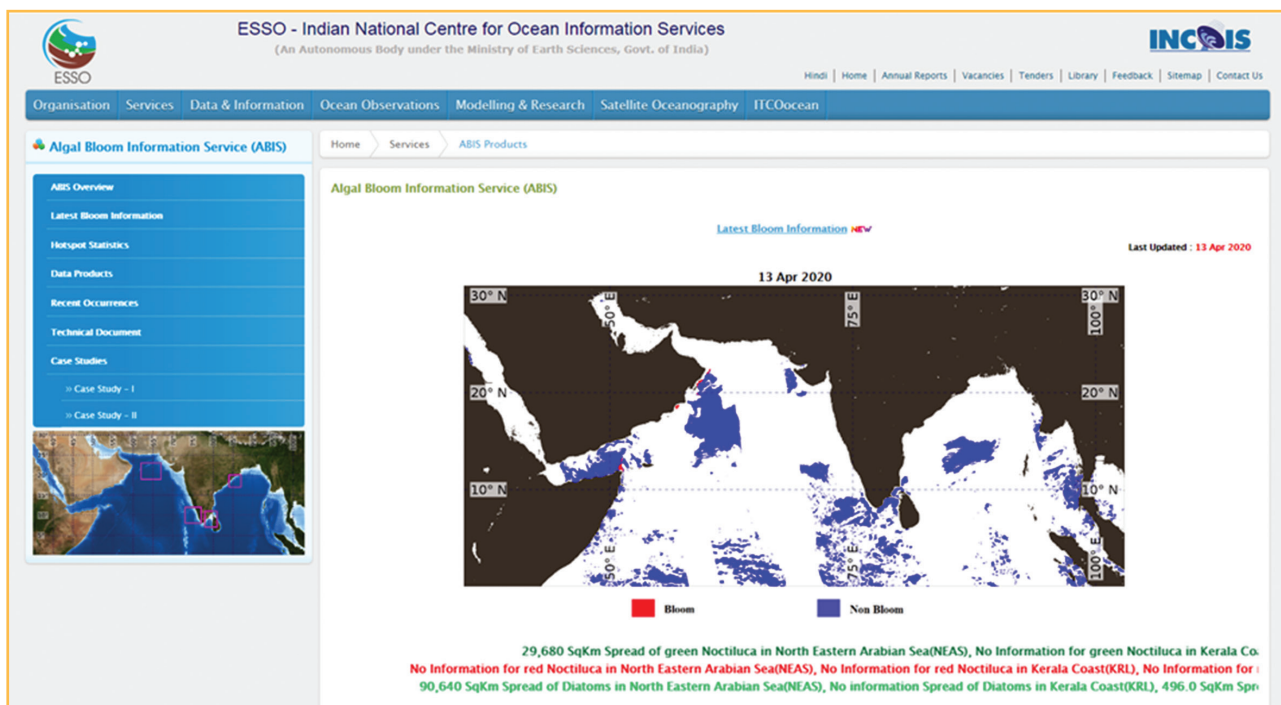 ESSO - Indian National Centre for Ocean Information Services
(An Autonomous Body under the Ministry of Earth Sciences, Govt. of India)
ESSO
INCOIS
Hindi | Home | Annual Reports | Vacancies | Tenders | Library | Feedback | Sitemap | Contact Us
Organisation Services Data & Information Ocean Observations Modelling & Research Satellite Oceanography ITCOocean
Algal Bloom Information Service (ABIS)
ABIS Overview
Latest Bloom Information
Hotspot Statistics
Data Products
Recent Occurrences
Technical Document
Case Studies
» Case Study - I
» Case Study - II
Home Services ABIS Products
Algal Bloom Information Service (ABIS)
Latest Bloom Information NEW
Last Updated : 13 Apr 2020
13 Apr 2020
30° N 50° E 75° E 30° N 100° E
20° N 20° N
10° N 10° N
50° E 75° E 100° E
Bloom Non Bloom
29,680 SqKm Spread of green Noctiluca in North Eastern Arabian Sea(NEAS), No Information for green Noctiluca in Kerala Co
No Information for red Noctiluca in North Eastern Arabian Sea(NEAS), No Information for red Noctiluca in Kerala Coast(KRL), No Information for
90,640 SqKm Spread of Diatoms in North Eastern Arabian Sea(NEAS), No information Spread of Diatoms in Kerala Coast(KRL), 496.0 SqKm Spr